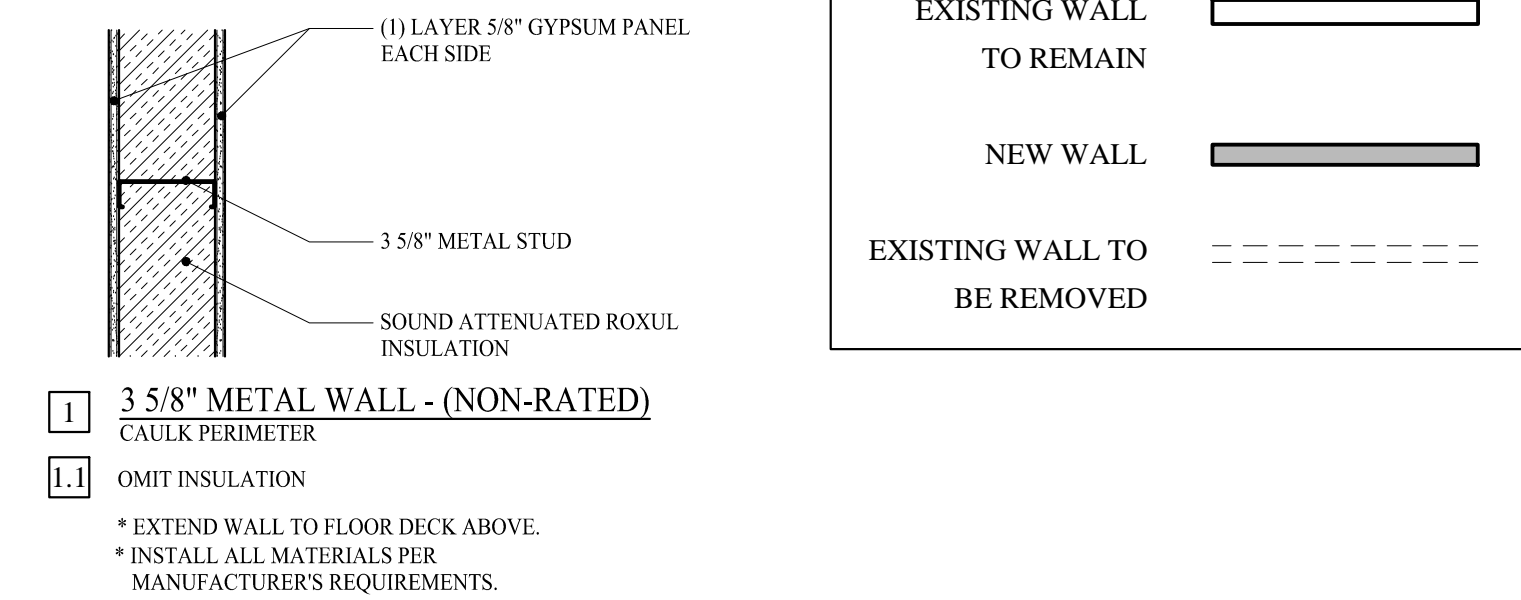 (1) LAYER 5/8" GYPSUM PANEL
EACH SIDE
3 5/8" METAL STUD
SOUND ATTENUATED ROXUL
INSULATION
1
3 5/8" METAL WALL - (NON-RATED)
CAULK PERIMETER
1.1
OMIT INSULATION
* EXTEND WALL TO FLOOR DECK ABOVE.
* INSTALL ALL MATERIALS PER
MANUFACTURER'S REQUIREMENTS.
EXISTING WALL
TO REMAIN
NEW WALL
EXISTING WALL TO
BE REMOVED